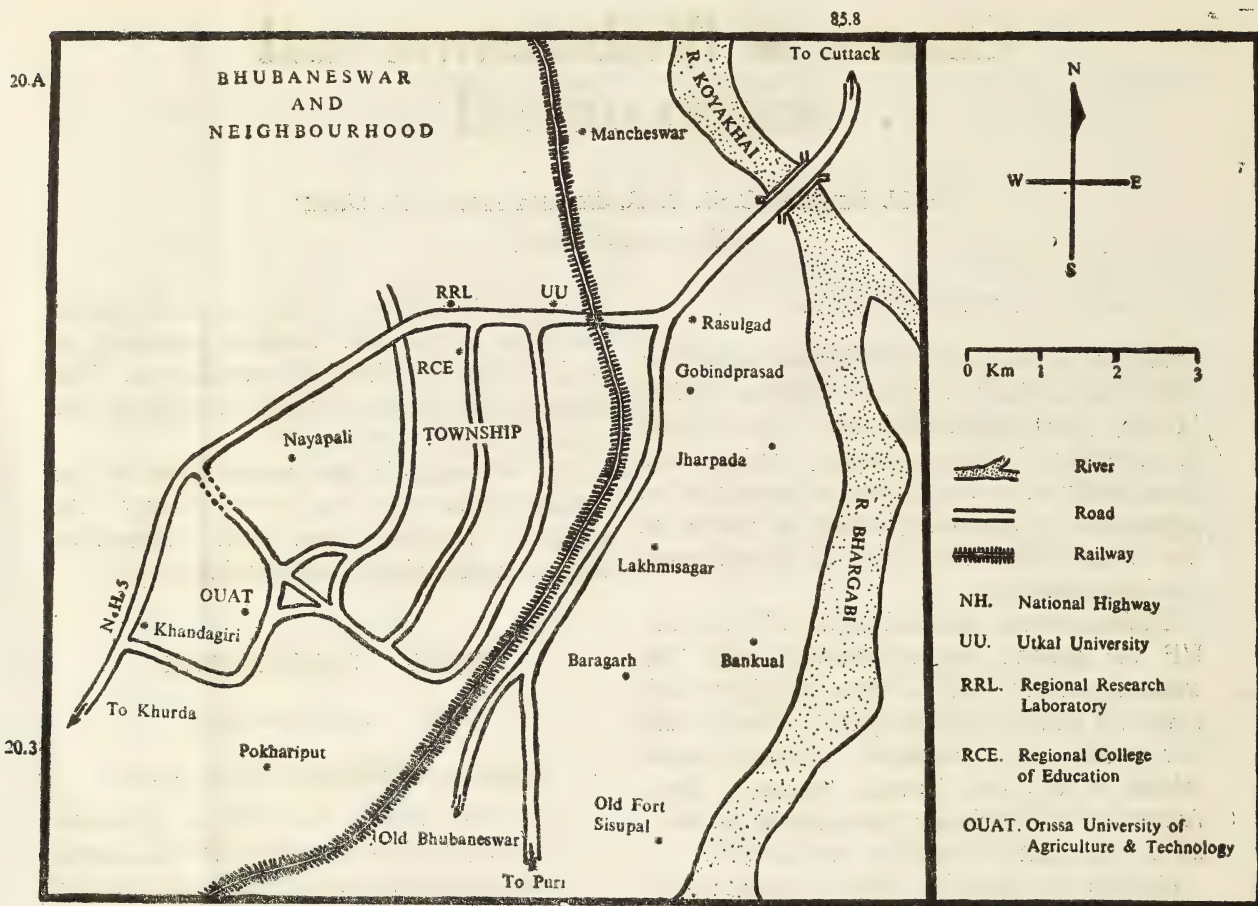 85.8
20.A
BHUBANESWAR
AND
NEIGHBOURHOOD
R. KOYAKHAI
To Cuttack
Mancheswar
RRL
UU
Rasulgad
RCE
Gobindprasad
Nayapali
TOWNSHIP
Jharpada
R. BHARGABI
Lakhmisagar
OUAT
N.H.5
Khandagiri
Baragarh
Bankual
To Khurda
20.3
Pokhariput
Old Fort
Sisupal
Old Bhubaneswar
To Puri
N
W
E
S
0 Km 1 2 3
River
Road
Railway
NH. National Highway
UU. Utkal University
RRL. Regional Research
Laboratory
RCE. Regional College
of Education
OUAT. Orissa University of
Agriculture & Technology